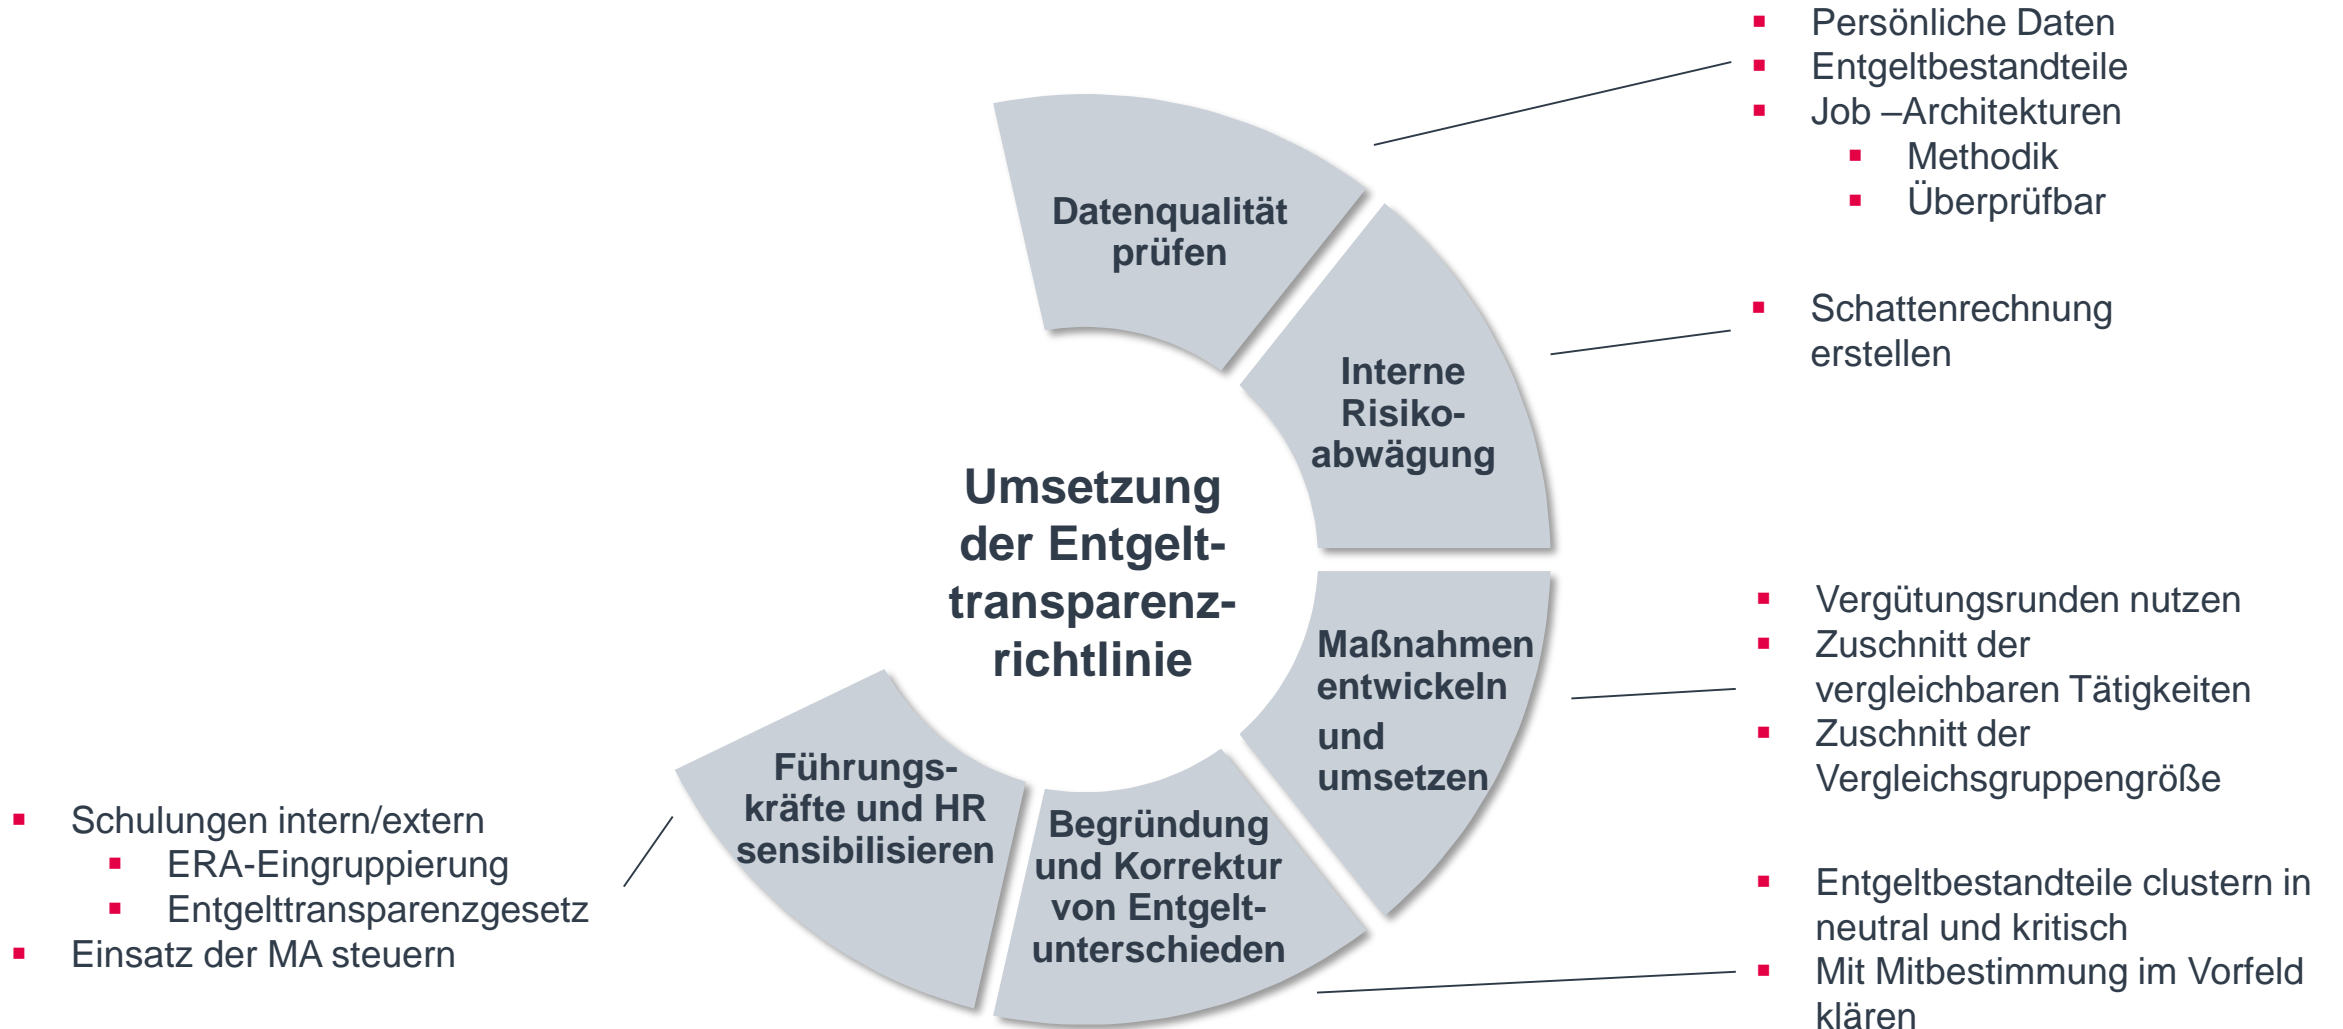 Persönliche Daten
Entgeltbestandteile
Job –Architekturen
Methodik
Überprüfbar
Datenqualität
prüfen
Schattenrechnung
erstellen
Interne
Risiko-
abwägung
Umsetzung
der Entgelt-
transparenz-
richtlinie
Vergütungsrunden nutzen
Zuschnitt der
vergleichbaren Tätigkeiten
Zuschnitt der
Vergleichsgruppengröße
Maßnahmen
entwickeln
und
umsetzen
Entgeltbestandteile clustern in
neutral und kritisch
Mit Mitbestimmung im Vorfeld
klären
Begründung
und Korrektur
von Entgelt-
unterschieden
Führungs-
kräfte und HR
sensibilisieren
Schulungen intern/extern
ERA-Eingruppierung
Entgelttransparenzgesetz
Einsatz der MA steuern